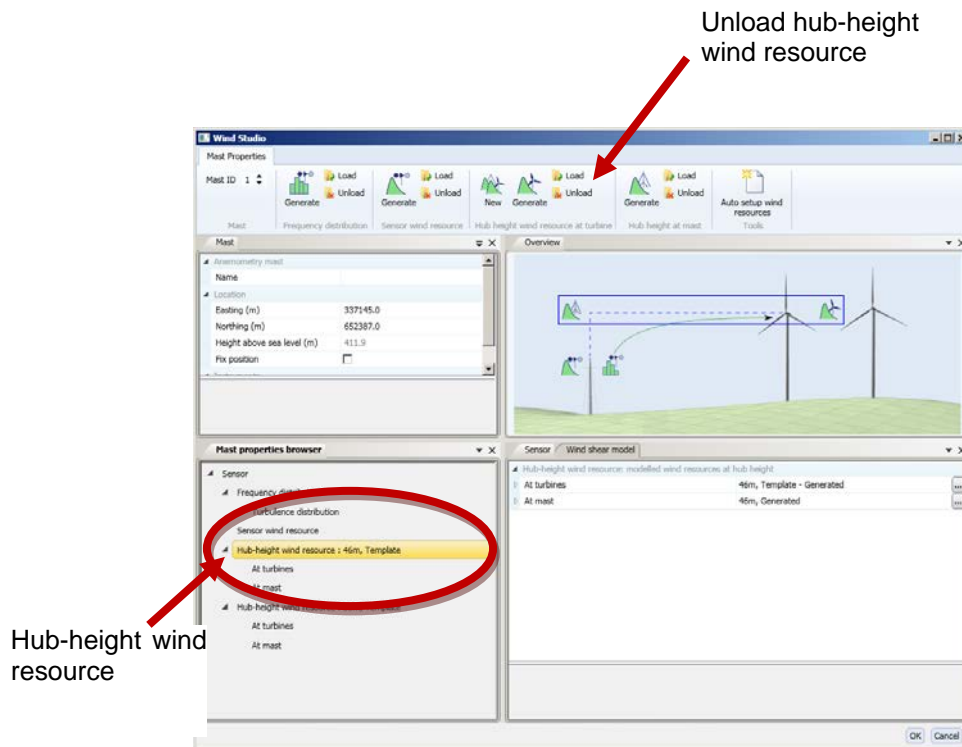 Unload hub-height
wind resource
Wind Studio
Mast Properties
Mast ID 1
Generate
Load
Unload
Frequency distribution
Generate
Load
Unload
Sensor wind resource
New
Generate
Load
Unload
Hub height wind resource at turbine
Generate
Load
Unload
Hub height at mast
Auto setup wind
resources
Tools
Mast
Mast
Anemometry mast
Name
Location
Easting (m) 337145.0
Northing (m) 652387.0
Height above sea level (m) 411.9
Fix position
Overview
Mast properties browser
Sensor
Frequency
Turbulence distribution
Sensor wind resource
Hub-height wind resource : 46m, Template
At turbines
At mast
Hub-height wind
At turbines
At mast
Sensor Wind shear model
Hub-height wind resource: modelled wind resources at hub height
At turbines 46m, Template - Generated
...
At mast 46m, Generated
...
Hub-height wind
resource
OK Cancel